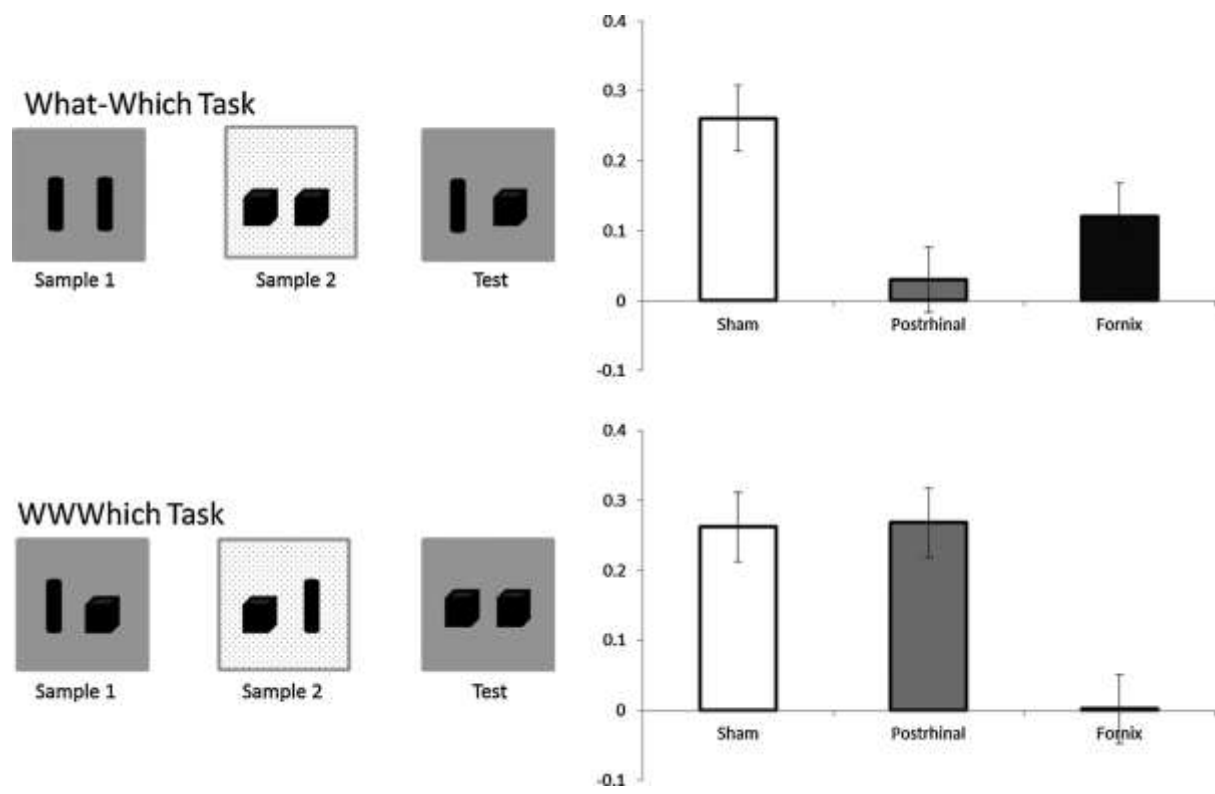 What-Which Task
Sample 1
Sample 2
Test
0.4
0.3
0.2
0.1
0
-0.1
Sham
Postrhinal
Fornix
WWWhich Task
Sample 1
Sample 2
Test
0.4
0.3
0.2
0.1
0
-0.1
Sham
Postrhinal
Fornix